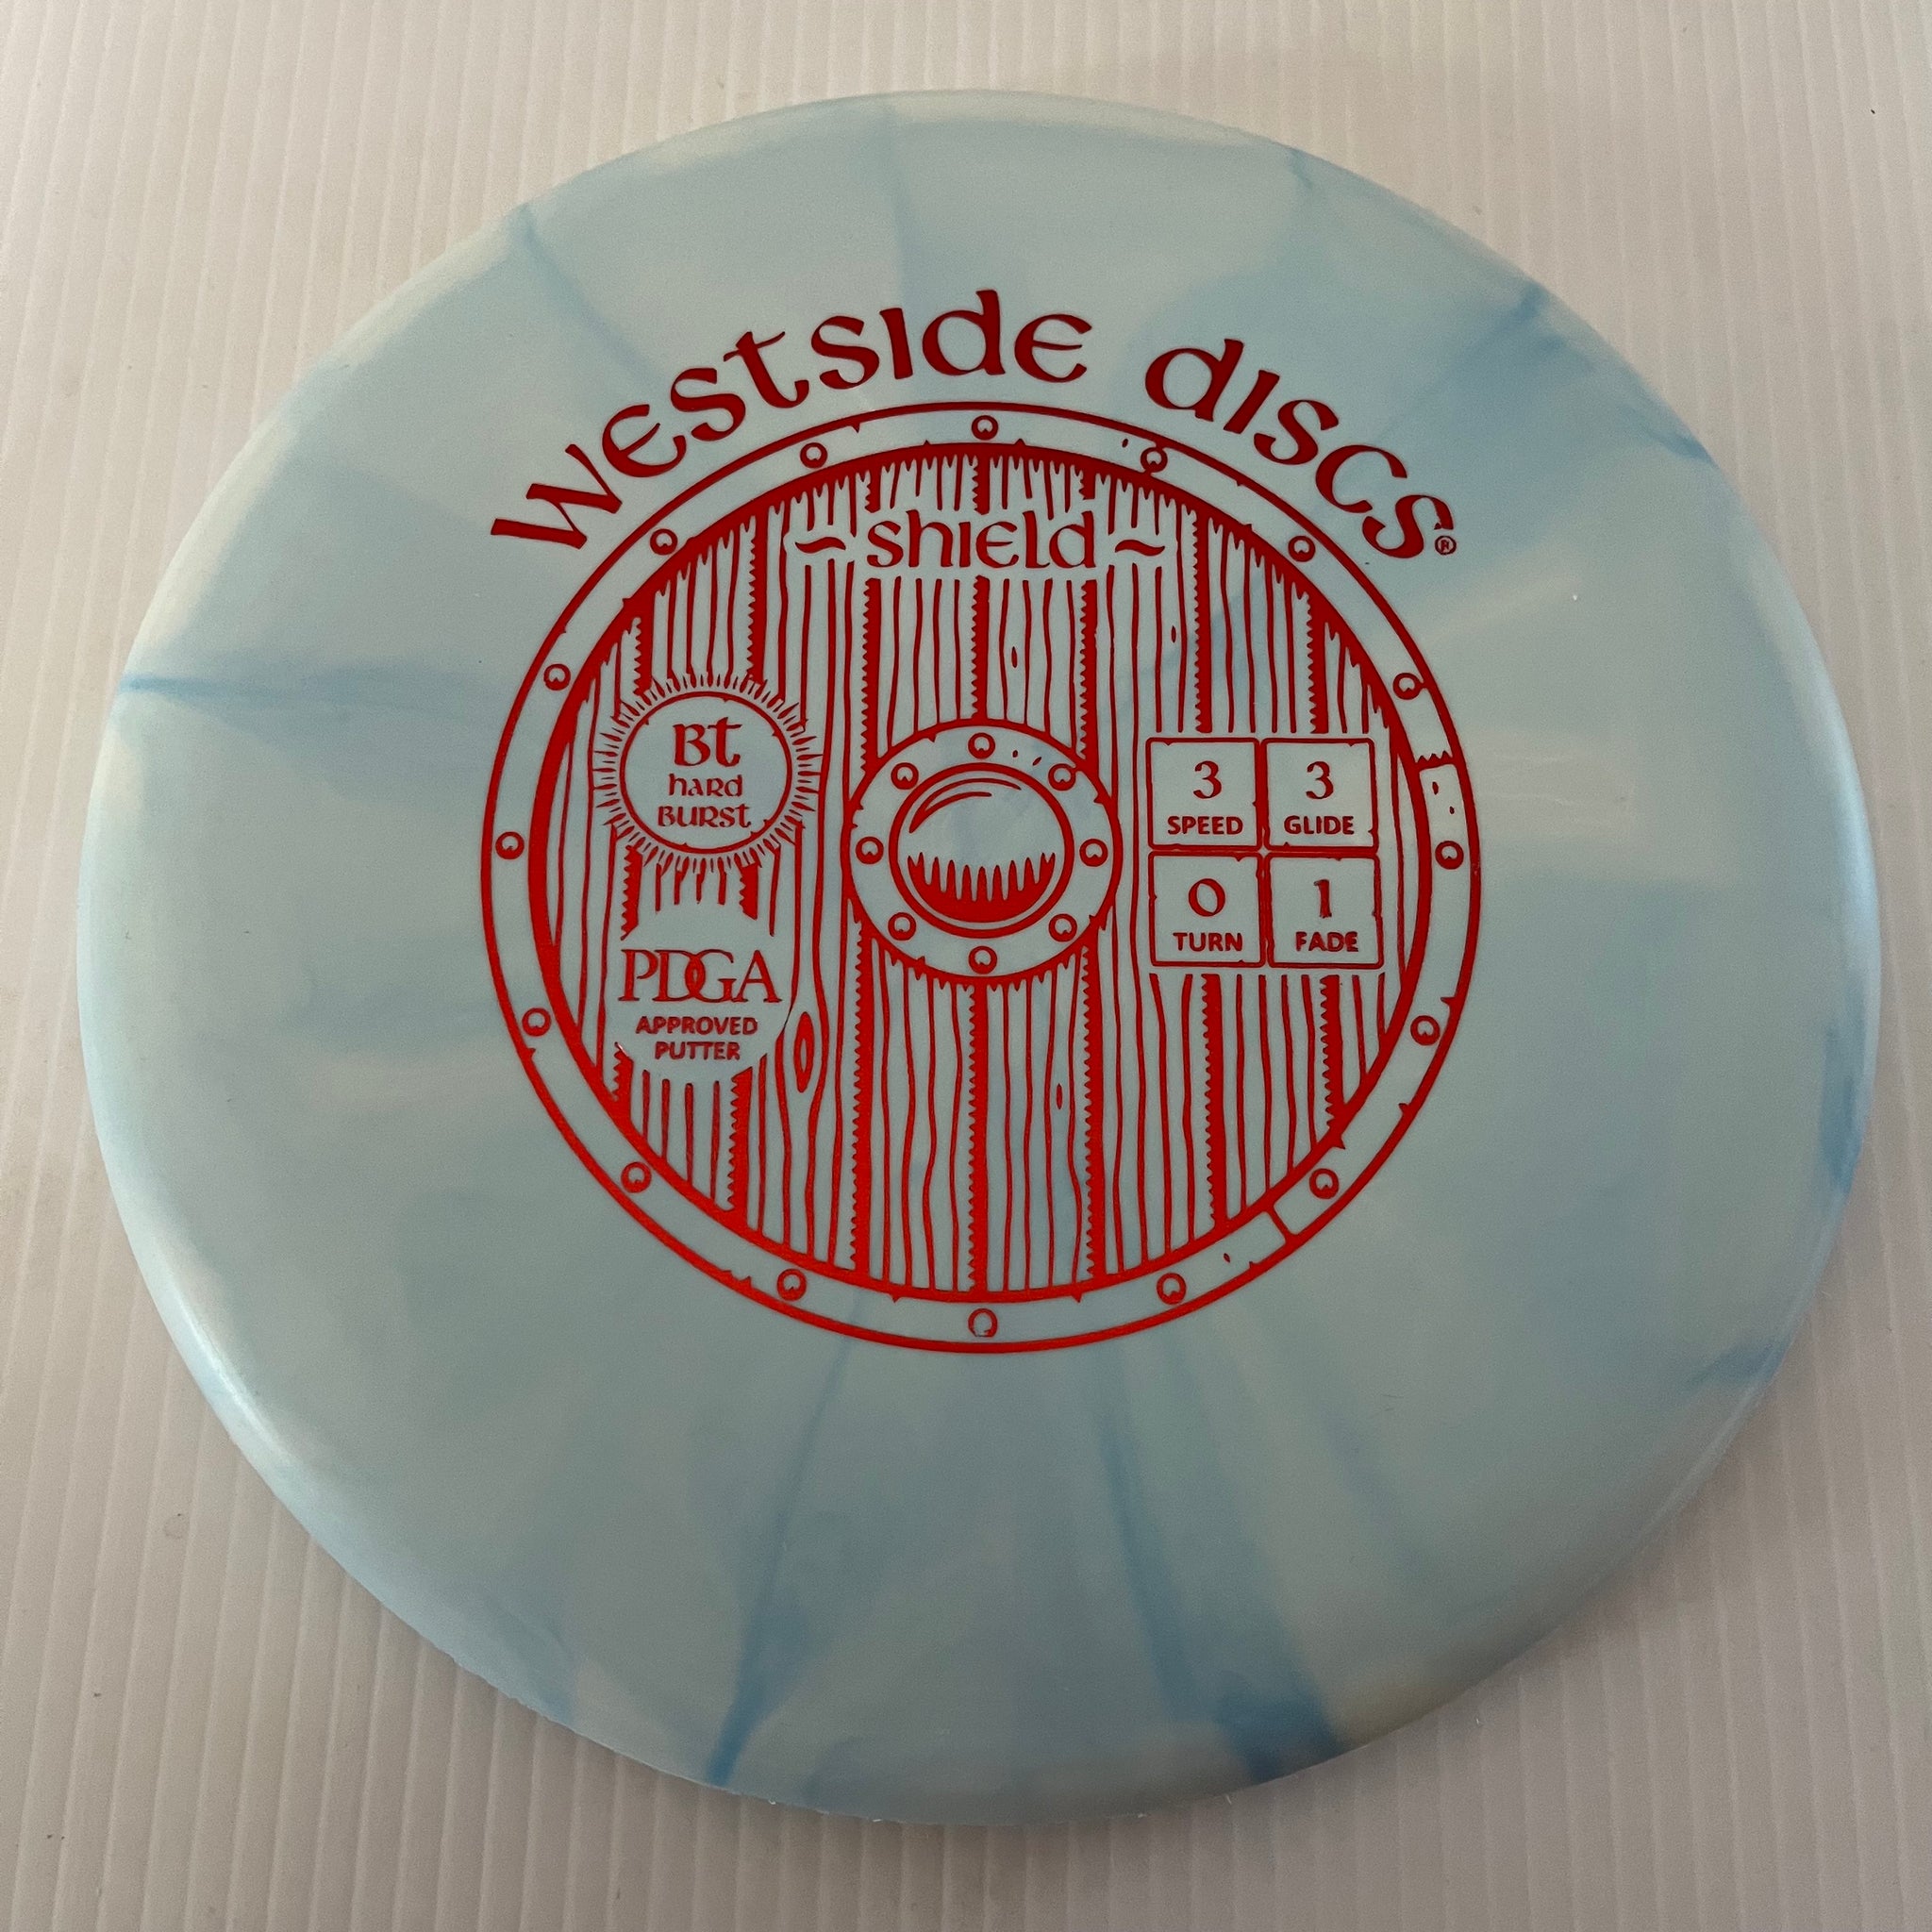 westside discs®
~ shield ~
Bt
hard
Burst
PDGA
APPROVED
PUTTER
3 3
SPEED GLIDE
0 1
TURN FADE